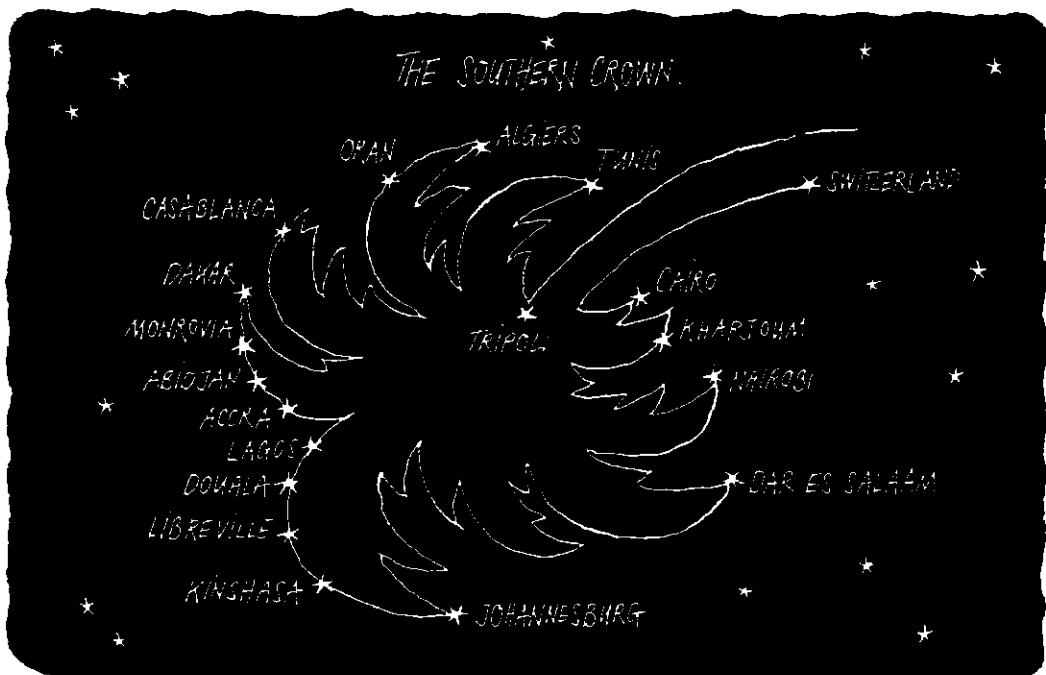 THE SOUTHERN CROWN.
ALGIERS
ORAN
TUNIS
SWITZERLAND
CASABLANCA
DAKAR
CAIRO
MONROVIA
TRIPOLI
KHARTOUM
ABIDJAN
NAIROBI
ACCRA
LAGOS
DOUALA
DAR ES SALAAM
LIBREVILLE
KINSHASA
JOHANNESBURG